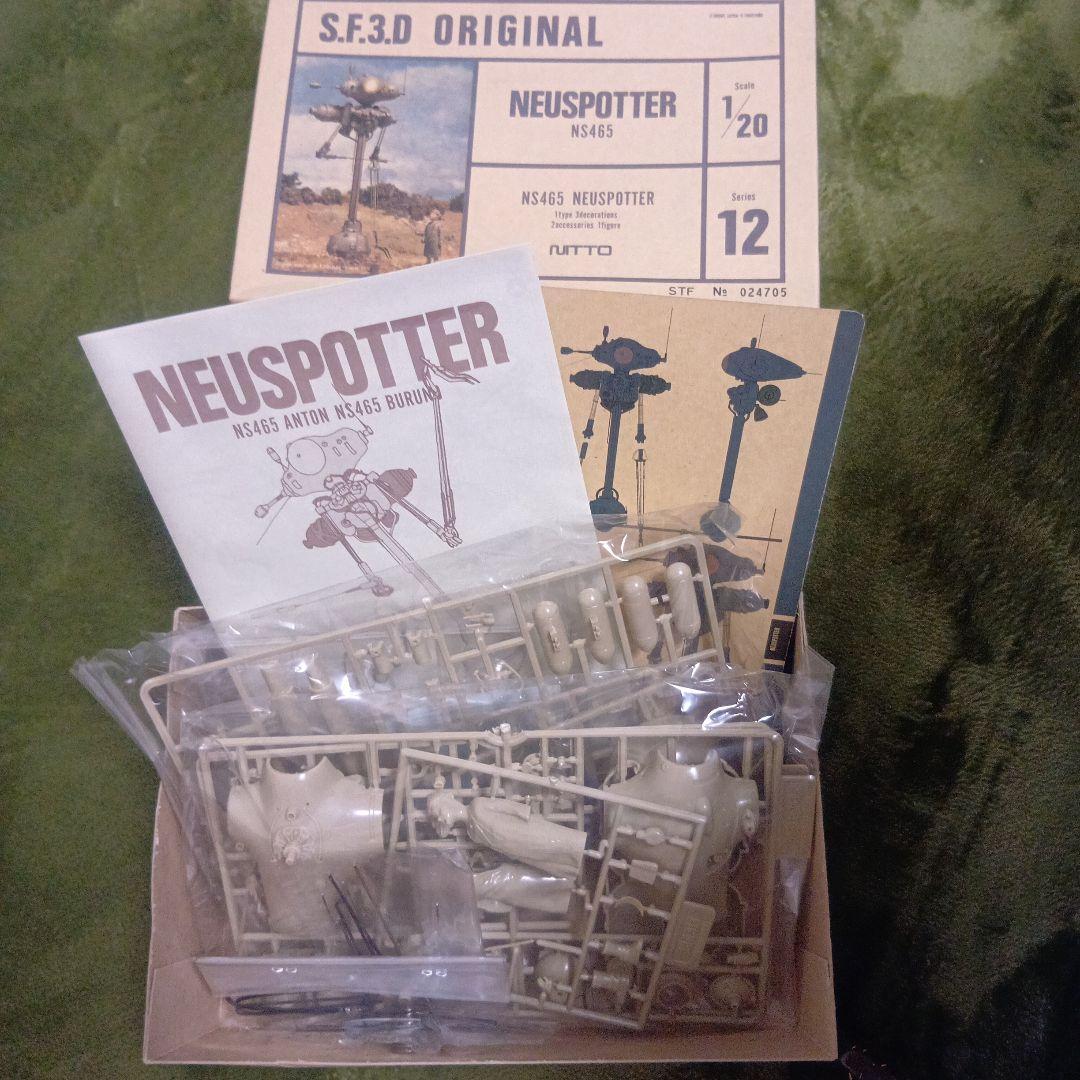 S.F.3.D ORIGINAL
NEUSPOTTER
NS465
Scale
1/20
NS465 NEUSPOTTER
1type 3decorations
2accessories 1figure
NITTO
Series
12
STF № 024705
NEUSPOTTER
NS465 ANTON NS465 BURUNO